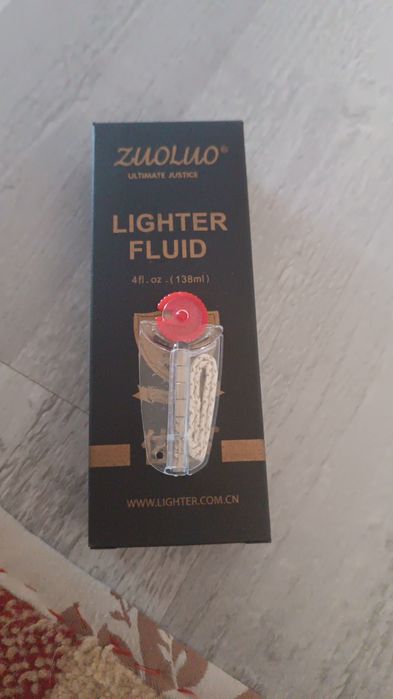 ZUOLUO®
ULTIMATE JUSTICE
LIGHTER
FLUID
4fl.oz.(138ml)
WWW.LIGHTER.COM.CN